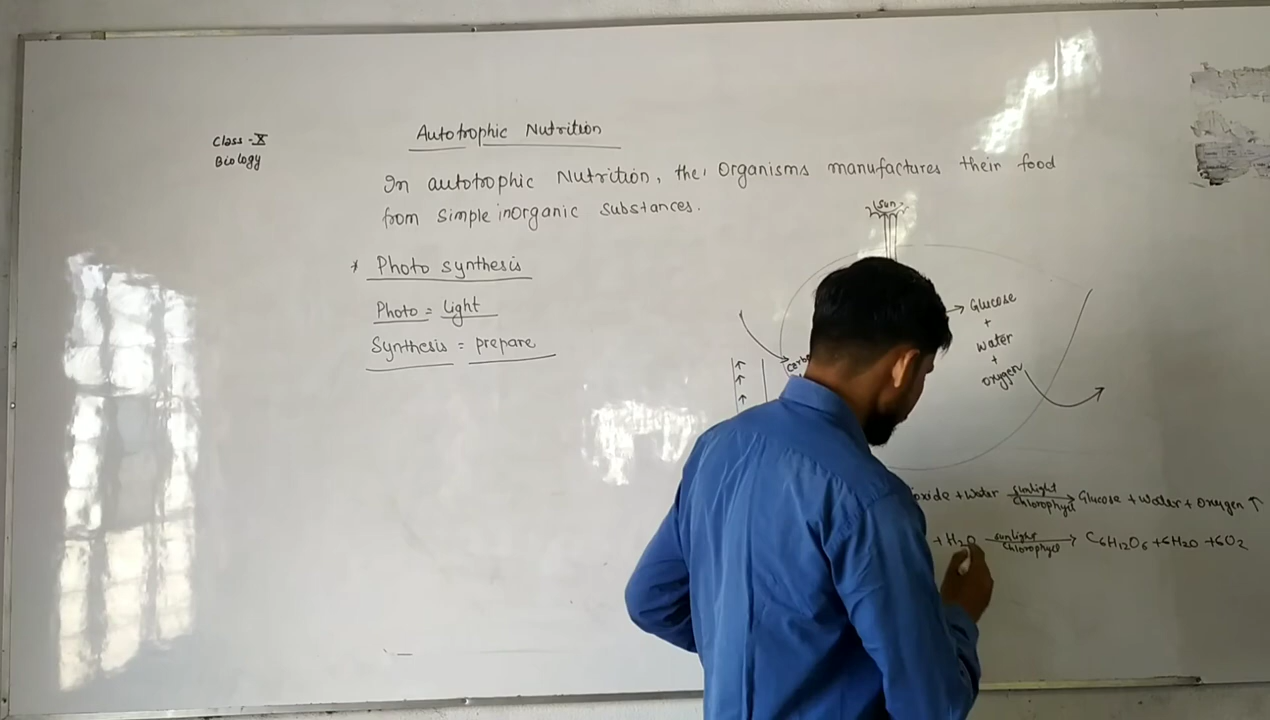 Class - X
Biology
Autotrophic Nutrition
In autotrophic Nutrition, the organisms manufactures their food
from simple inorganic substances.
* Photo synthesis
Photo = light
Synthesis = prepare
Sun
Carbo
Glucose
+
water
+
oxygen
oxide + water sunlight Chlorophyll Glucose + water + oxygen ↑
+ H2O sunlight Chlorophyll C6H12O6 + 6H2O + 6O2